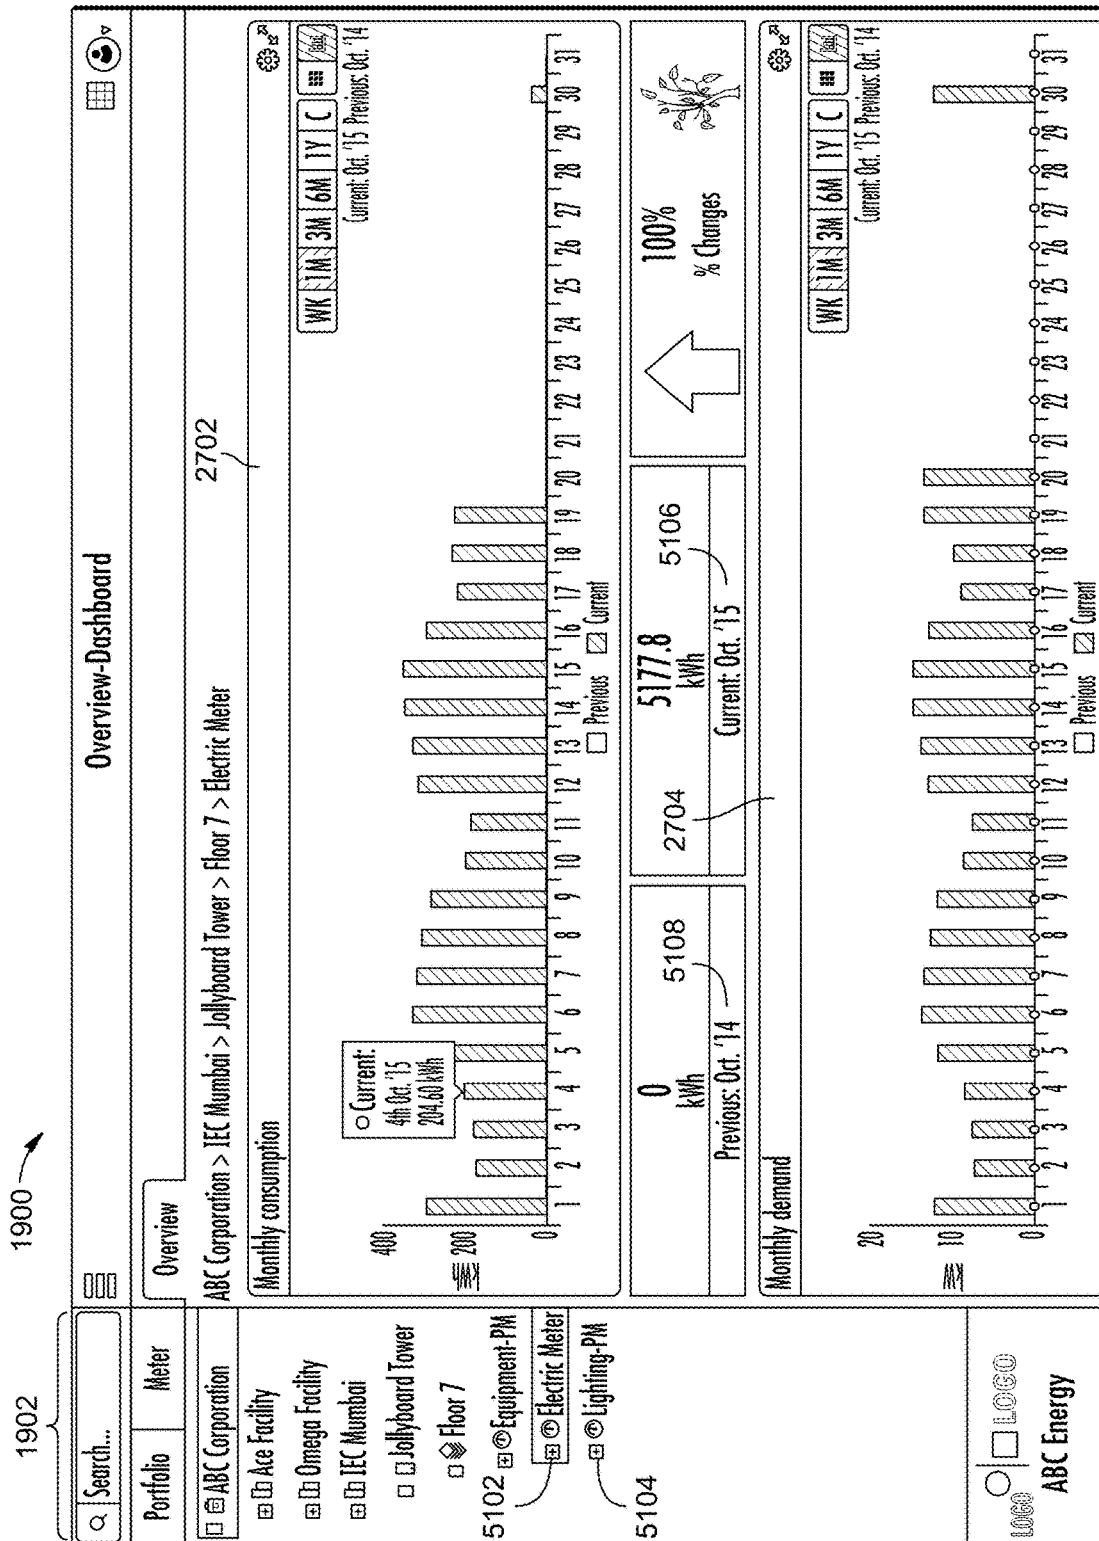 1900
1902
Search...
Overview-Dashboard
Portfolio
Meter
Overview
ABC Corporation
Ace Facility
Omega Facility
IEC Mumbai
Jollyboard Tower
Floor 7
Equipment-PM
Electric Meter
Lighting-PM
5102
5104
LOGO
LOGO
ABC Energy
ABC Corporation > IEC Mumbai > Jollyboard Tower > Floor 7 > Electric Meter
2702
Monthly consumption
WK 1M 3M 6M 1Y C
Current: Oct. '15 Previous: Oct. '14
Current:
4th Oct. '15
204.60 kWh
400
200
0
kWh
1 2 3 4 5 6 7 8 9 10 11 12 13 14 15 16 17 18 19 20 21 22 23 24 25 26 27 28 29 30 31
Previous Current
0
kWh
5108
Previous: Oct. '14
5177.8
kWh
2704
5106
Current: Oct. '15
100%
% Changes
Monthly demand
WK 1M 3M 6M 1Y C
Current: Oct. '15 Previous: Oct. '14
20
10
0
kW
1 2 3 4 5 6 7 8 9 10 11 12 13 14 15 16 17 18 19 20 21 22 23 24 25 26 27 28 29 30 31
Previous Current